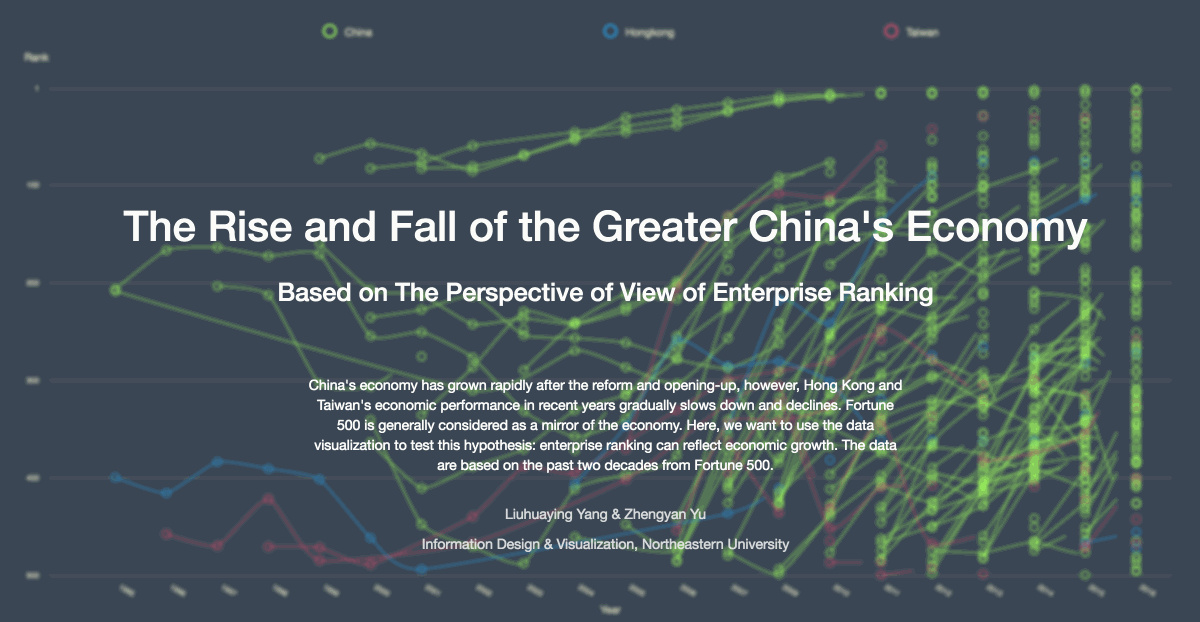 China Hongkong Taiwan
Rank
The Rise and Fall of the Greater China's Economy
Based on The Perspective of View of Enterprise Ranking
China's economy has grown rapidly after the reform and opening-up, however, Hong Kong and
Taiwan's economic performance in recent years gradually slows down and declines. Fortune
500 is generally considered as a mirror of the economy. Here, we want to use the data
visualization to test this hypothesis: enterprise ranking can reflect economic growth. The data
are based on the past two decades from Fortune 500.
Liuhuaying Yang & Zhengyan Yu
Information Design & Visualization, Northeastern University
Year